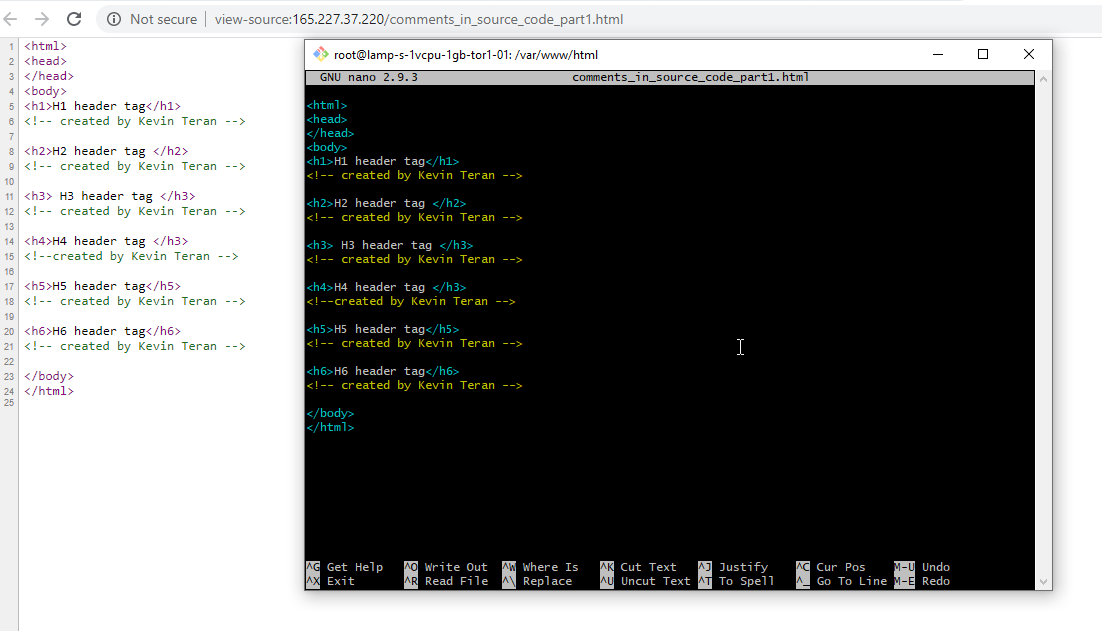 Not secure | view-source:165.227.37.220/comments_in_source_code_part1.html
1 <html>
2 <head>
3 </head>
4 <body>
5 <h1>H1 header tag</h1>
6 <!-- created by Kevin Teran -->
7
8 <h2>H2 header tag </h2>
9 <!-- created by Kevin Teran -->
10
11 <h3> H3 header tag </h3>
12 <!-- created by Kevin Teran -->
13
14 <h4>H4 header tag </h3>
15 <!--created by Kevin Teran -->
16
17 <h5>H5 header tag</h5>
18 <!-- created by Kevin Teran -->
19
20 <h6>H6 header tag</h6>
21 <!-- created by Kevin Teran -->
22
23 </body>
24 </html>
25
root@lamp-s-1vcpu-1gb-tor1-01: /var/www/html
GNU nano 2.9.3 comments_in_source_code_part1.html
<html>
<head>
</head>
<body>
<h1>H1 header tag</h1>
<!-- created by Kevin Teran -->
<h2>H2 header tag </h2>
<!-- created by Kevin Teran -->
<h3> H3 header tag </h3>
<!-- created by Kevin Teran -->
<h4>H4 header tag </h3>
<!--created by Kevin Teran -->
<h5>H5 header tag</h5>
<!-- created by Kevin Teran -->
<h6>H6 header tag</h6>
<!-- created by Kevin Teran -->
</body>
</html>
^G Get Help ^O Write Out ^W Where Is ^K Cut Text ^J Justify ^C Cur Pos M-U Undo
^X Exit ^R Read File ^\ Replace ^U Uncut Text ^T To Spell ^_ Go To Line M-E Redo